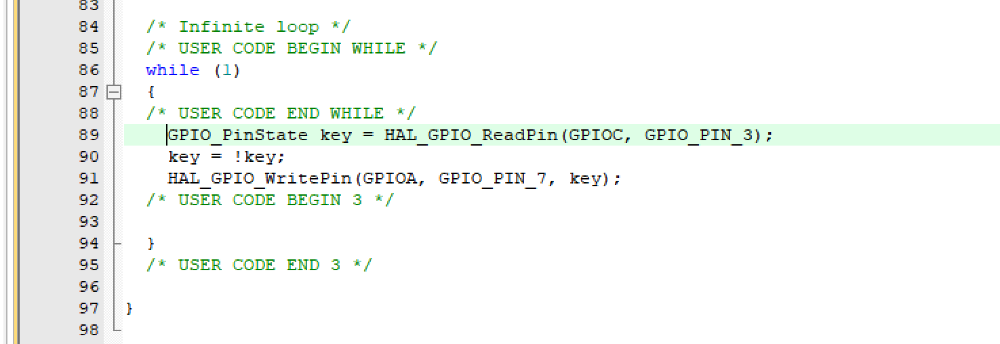 83
84 /* Infinite loop */
85 /* USER CODE BEGIN WHILE */
86 while (1)
87 {
88 /* USER CODE END WHILE */
89 GPIO_PinState key = HAL_GPIO_ReadPin(GPIOC, GPIO_PIN_3);
90 key = !key;
91 HAL_GPIO_WritePin(GPIOA, GPIO_PIN_7, key);
92 /* USER CODE BEGIN 3 */
93
94 }
95 /* USER CODE END 3 */
96
97 }
98